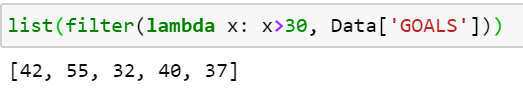 list(filter(lambda x: x>30, Data['GOALS']))
[42, 55, 32, 40, 37]